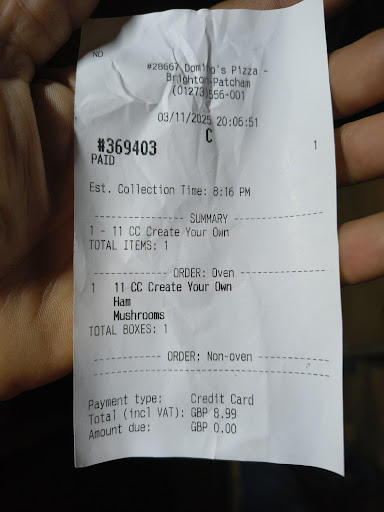 ND
#28667 Domino's Pizza -
Brighton-Patcham
(01273)556-001
03/11/2025 20:06:51
C
#369403 1
PAID
Est. Collection Time: 8:16 PM
SUMMARY
1 - 11 CC Create Your Own
TOTAL ITEMS: 1
ORDER: Oven
1 11 CC Create Your Own
Ham
Mushrooms
TOTAL BOXES: 1
ORDER: Non-oven
Payment type: Credit Card
Total (incl VAT): GBP 8.99
Amount due: GBP 0.00